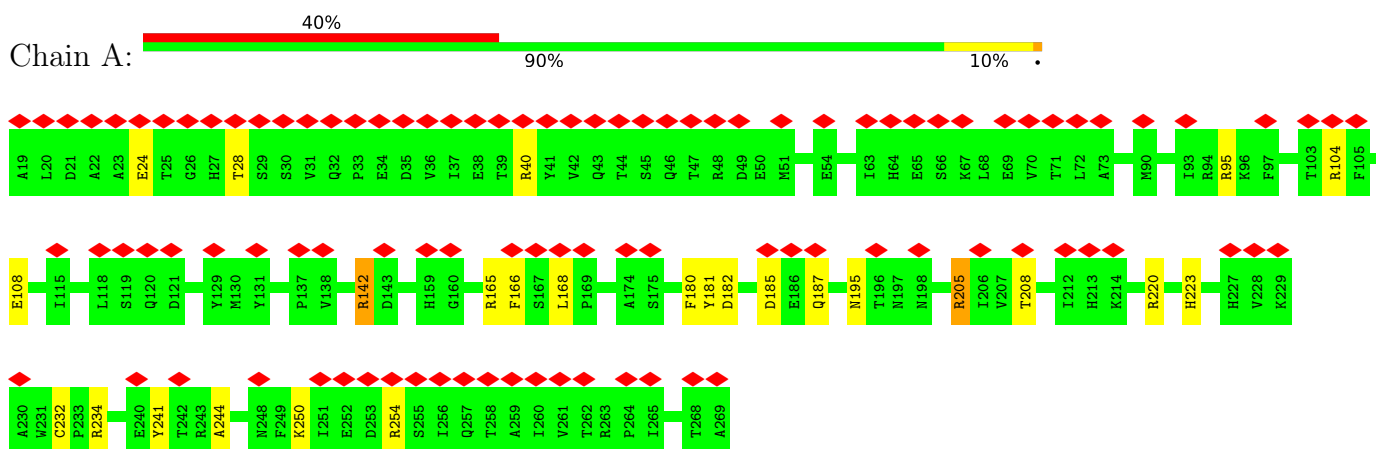 40%
Chain A:
90% 10% •
A19 L20 D21 A22 A23 E24 T25 G26 H27 T28 S29 S30 V31 Q32 P33 E34 D35 V36 I37 E38 T39 R40 Y41 V42 Q43 T44 S45 Q46 T47 R48 D49 E50 M51 E54 I63 H64 E65 S66 K67 L68 E69 V70 T71 L72 A73 M90 I93 R94 R95 K96 F97 T103 R104 F105
E108 I115 L118 S119 Q120 D121 Y129 M130 Y131 P137 V138 R142 D143 H159 G160 R165 F166 S167 L168 P169 A174 S175 F180 Y181 D182 D185 E186 Q187 N195 T196 N197 N198 R205 I206 V207 T208 I212 H213 K214 R220 H223 H227 V228 K229
A230 W231 C232 P233 R234 E240 Y241 T242 R243 A244 N248 F249 K250 I251 E252 D253 R254 S255 I256 Q257 T258 A259 I260 V261 T262 R263 P264 I265 T268 A269